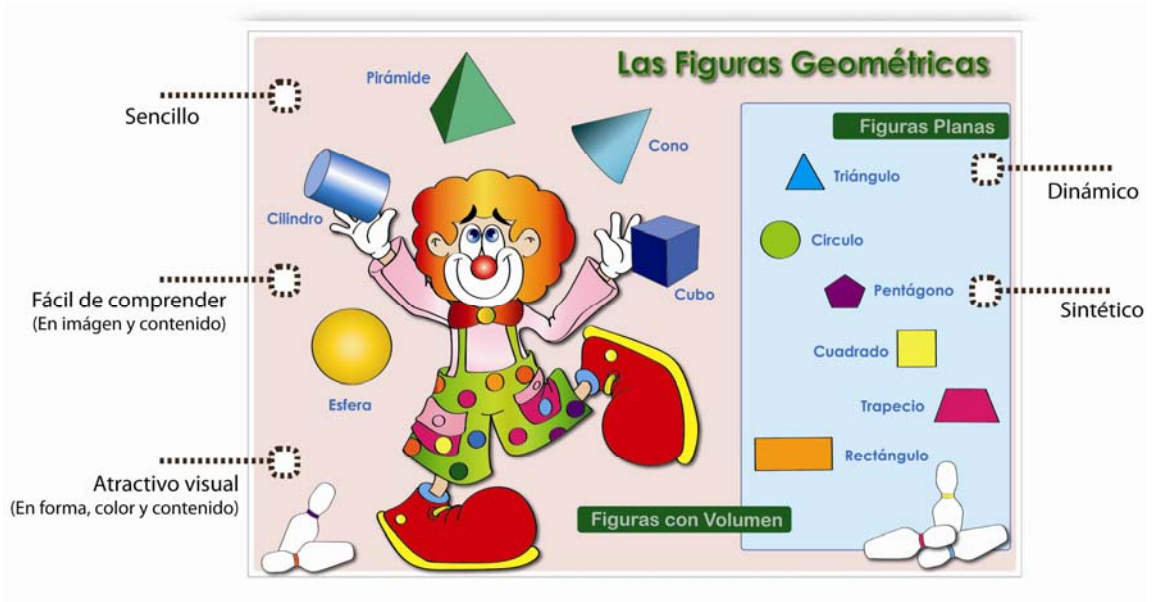 Las Figuras Geométricas
Pirámide
Cono
Cilindro
Cubo
Esfera
Figuras con Volumen
Figuras Planas
Triángulo
Circulo
Pentágono
Cuadrado
Trapecio
Rectángulo
Sencillo
Fácil de comprender
(En imágen y contenido)
Atractivo visual
(En forma, color y contenido)
Dinámico
Sintético